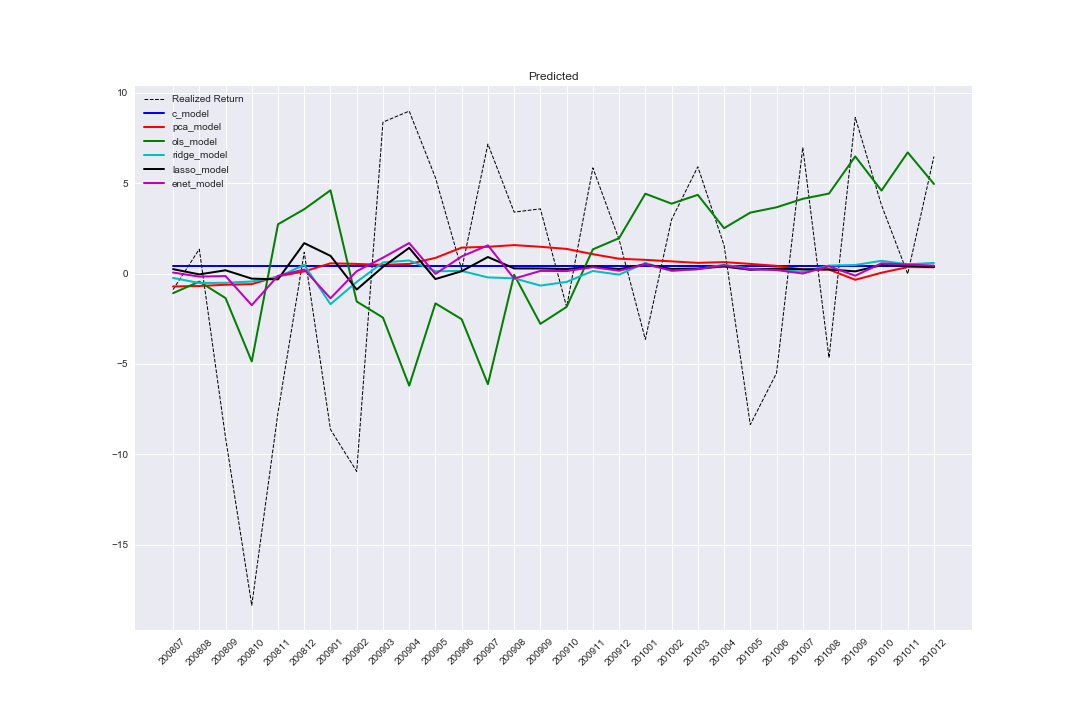 Predicted
10
5
0
−5
−10
−15
Realized Return
c_model
pca_model
ols_model
ridge_model
lasso_model
enet_model
200807 200808 200809 200810 200811 200812 200901 200902 200903 200904 200905 200906 200907 200908 200909 200910 200911 200912 201001 201002 201003 201004 201005 201006 201007 201008 201009 201010 201011 201012